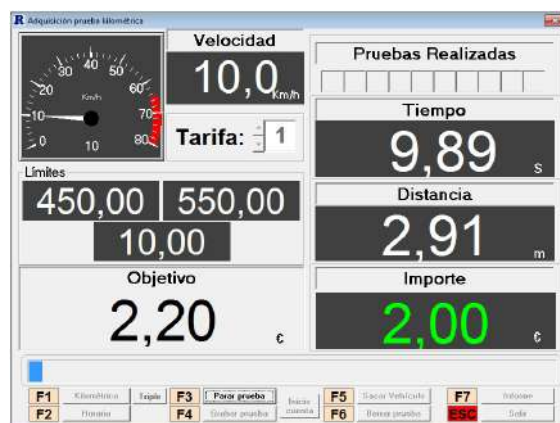 Adquisición prueba kilométrica
Velocidad
10,0 Km/h
0 10 20 30 40 50 60 70 80
Km/h
10
Tarifa: 1
Límites
450,00 550,00
10,00
Objetivo
2,20 €
Pruebas Realizadas
Tiempo
9,89 s
Distancia
2,91 m
Importe
2,00 €
F1 Kilométrica Triple F3 Parar prueba Iniciar cuenta F5 Sacar Vehículo F7 Informe
F2 Horario F4 Grabar prueba F6 Borrar prueba ESC Salir